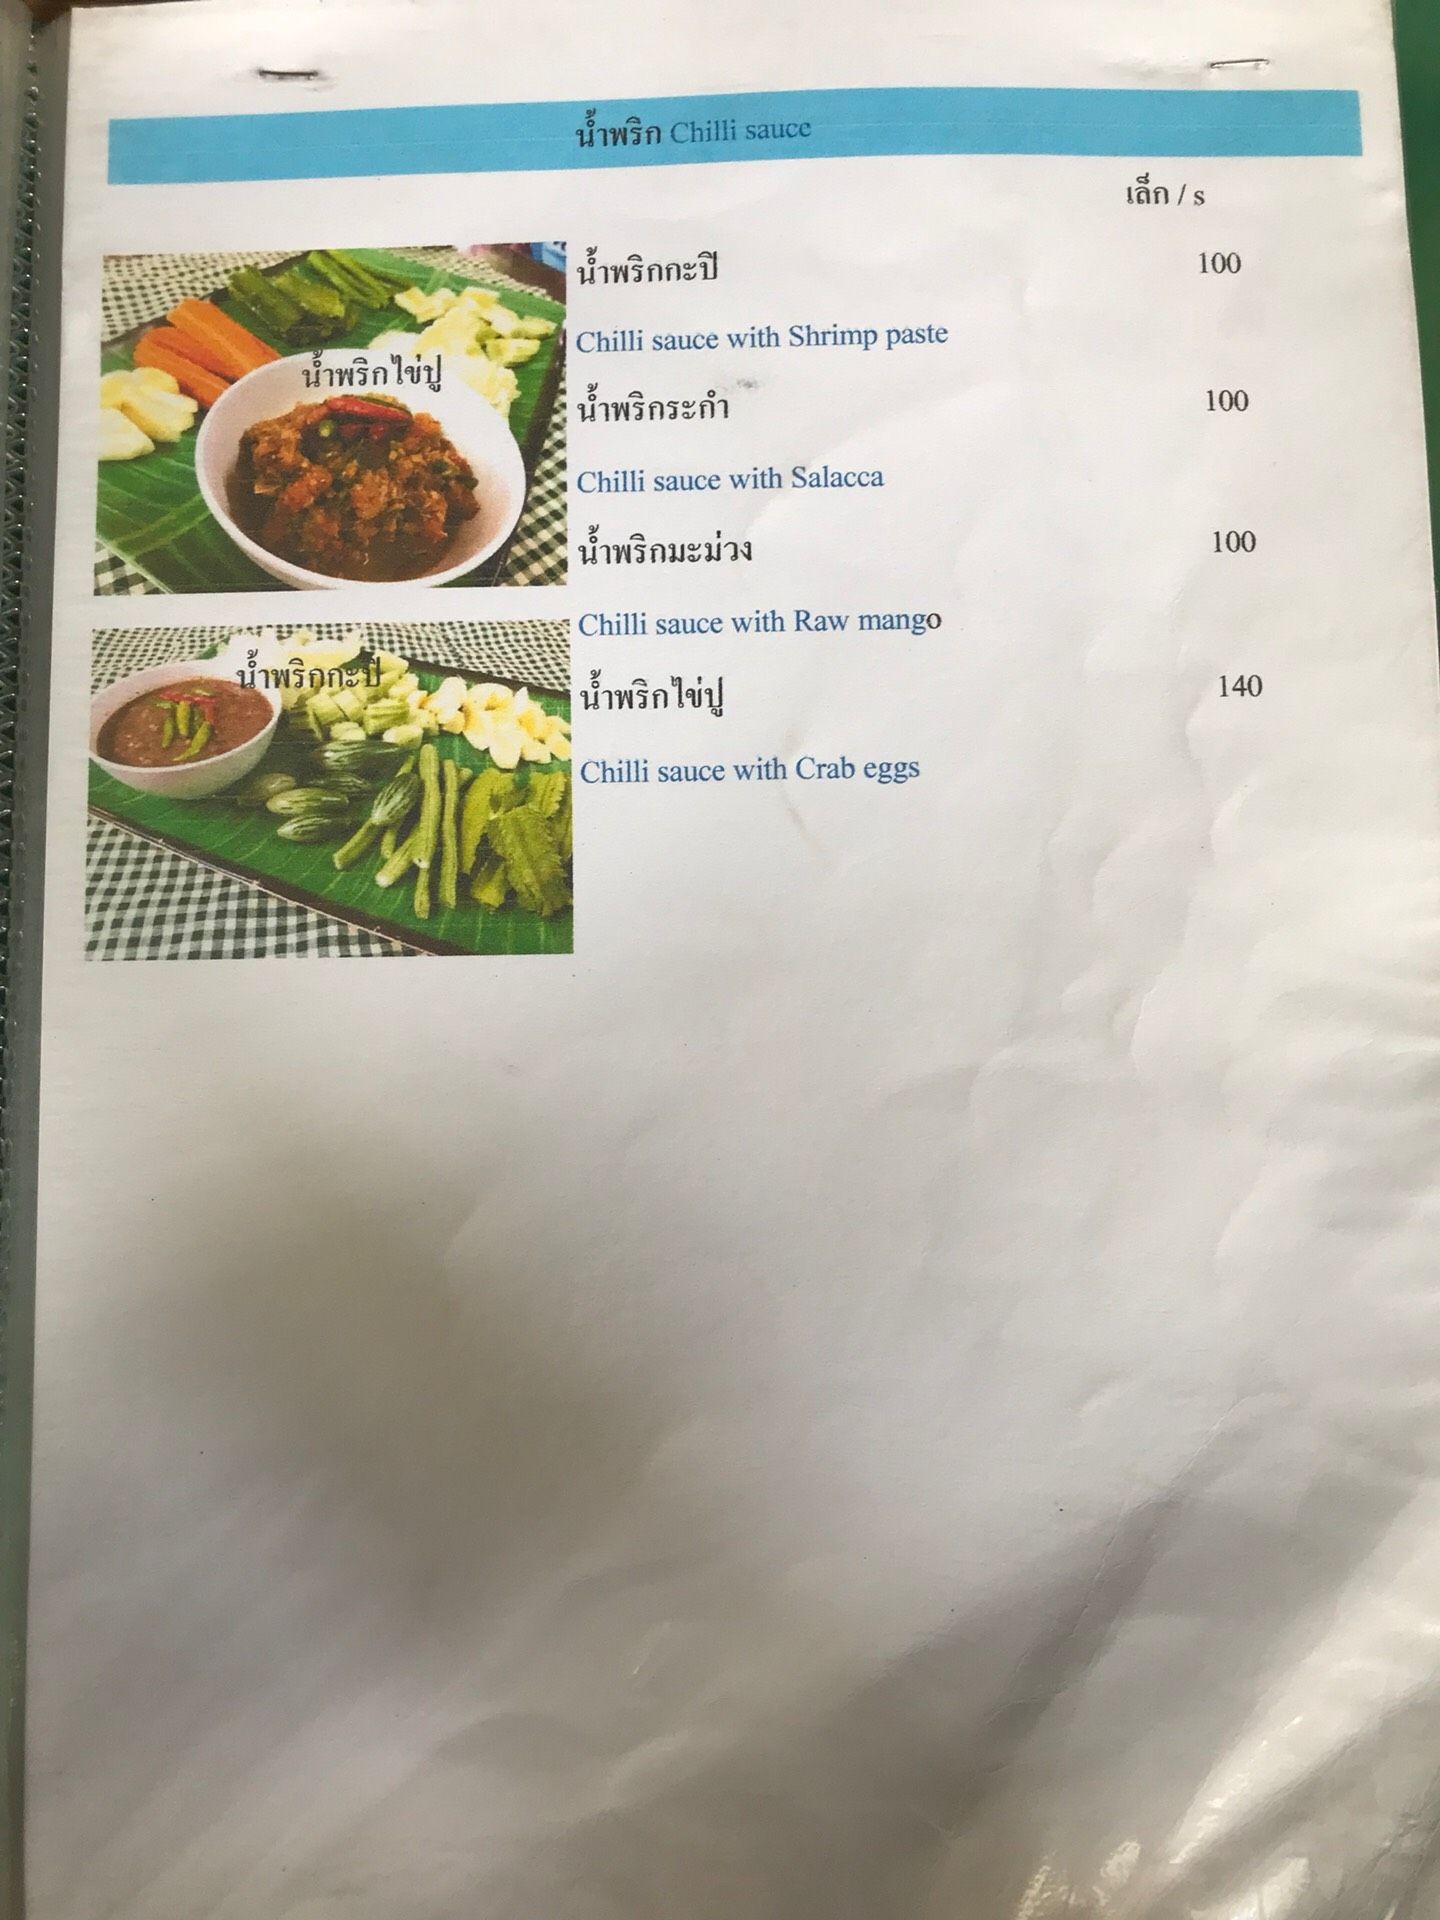 น้ำพริก Chilli sauce
เล็ก / s
น้ำพริกกะปิ 100
Chilli sauce with Shrimp paste
น้ำพริกระกำ 100
Chilli sauce with Salacca
น้ำพริกมะม่วง 100
Chilli sauce with Raw mango
น้ำพริกไข่ปู 140
Chilli sauce with Crab eggs
น้ำพริกไข่ปู
น้ำพริกกะปิ